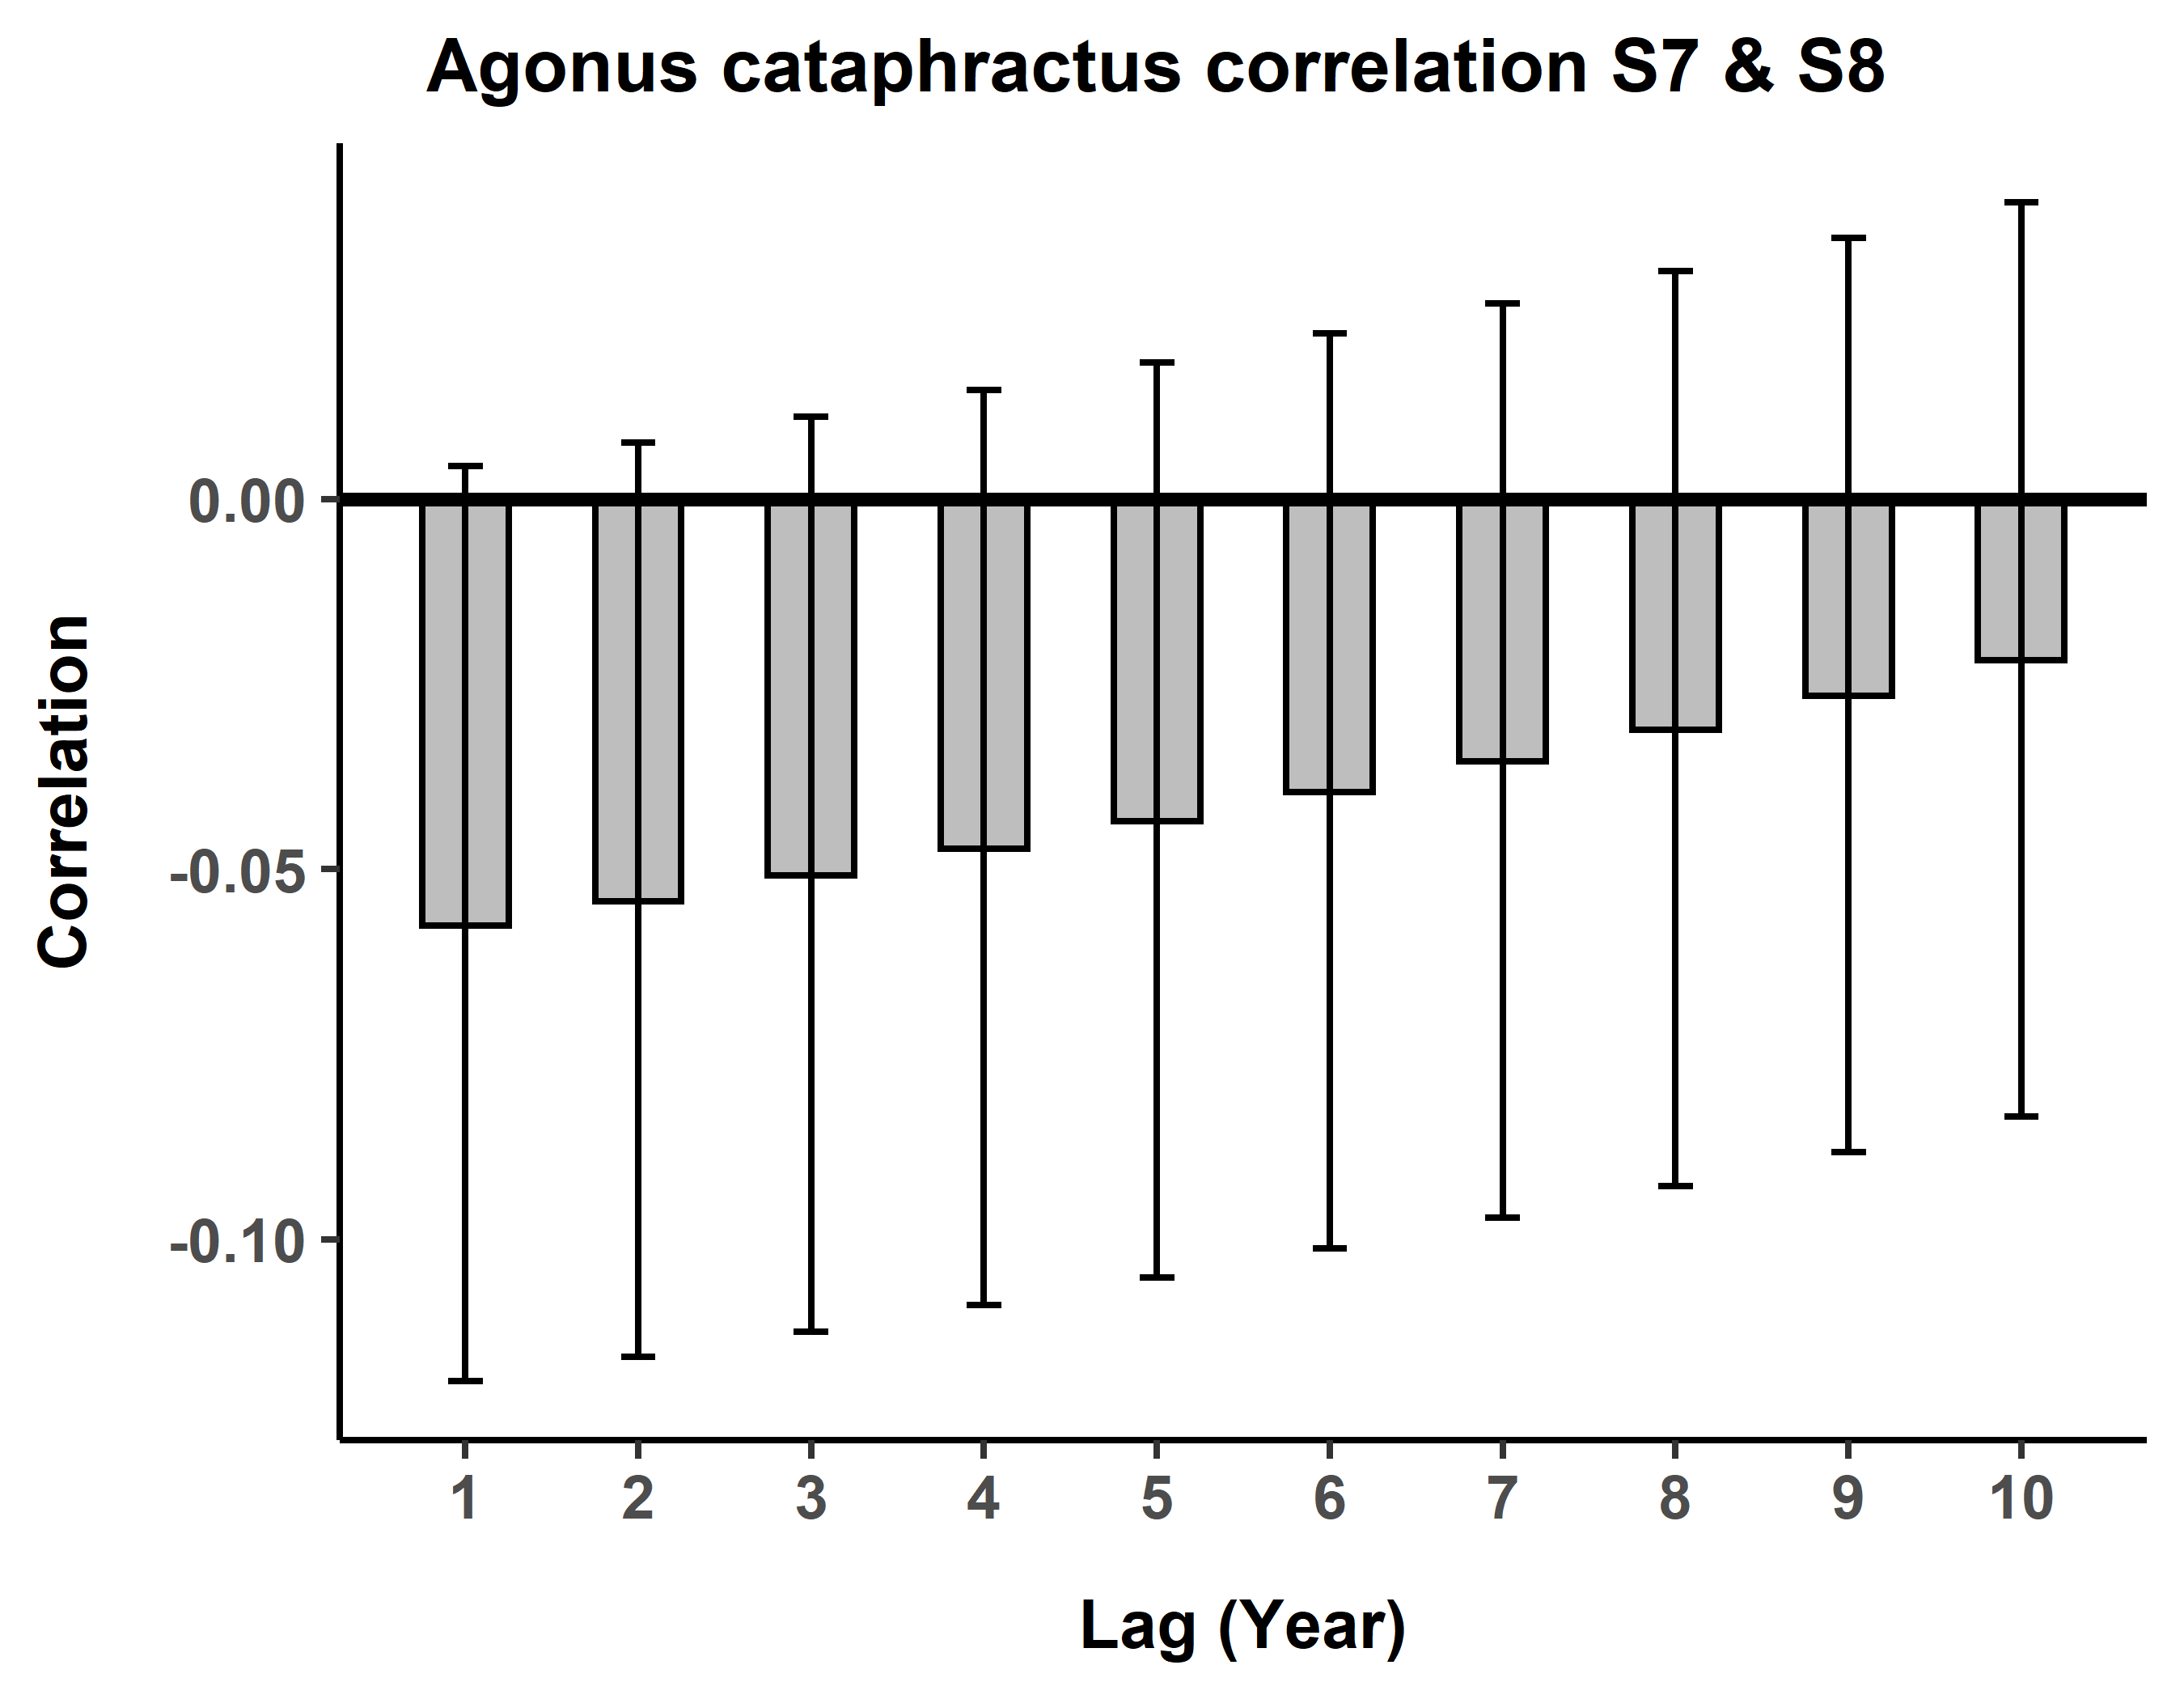 Agonus cataphractus correlation S7 & S8
Correlation
0.00
-0.05
-0.10
1 2 3 4 5 6 7 8 9 10
Lag (Year)